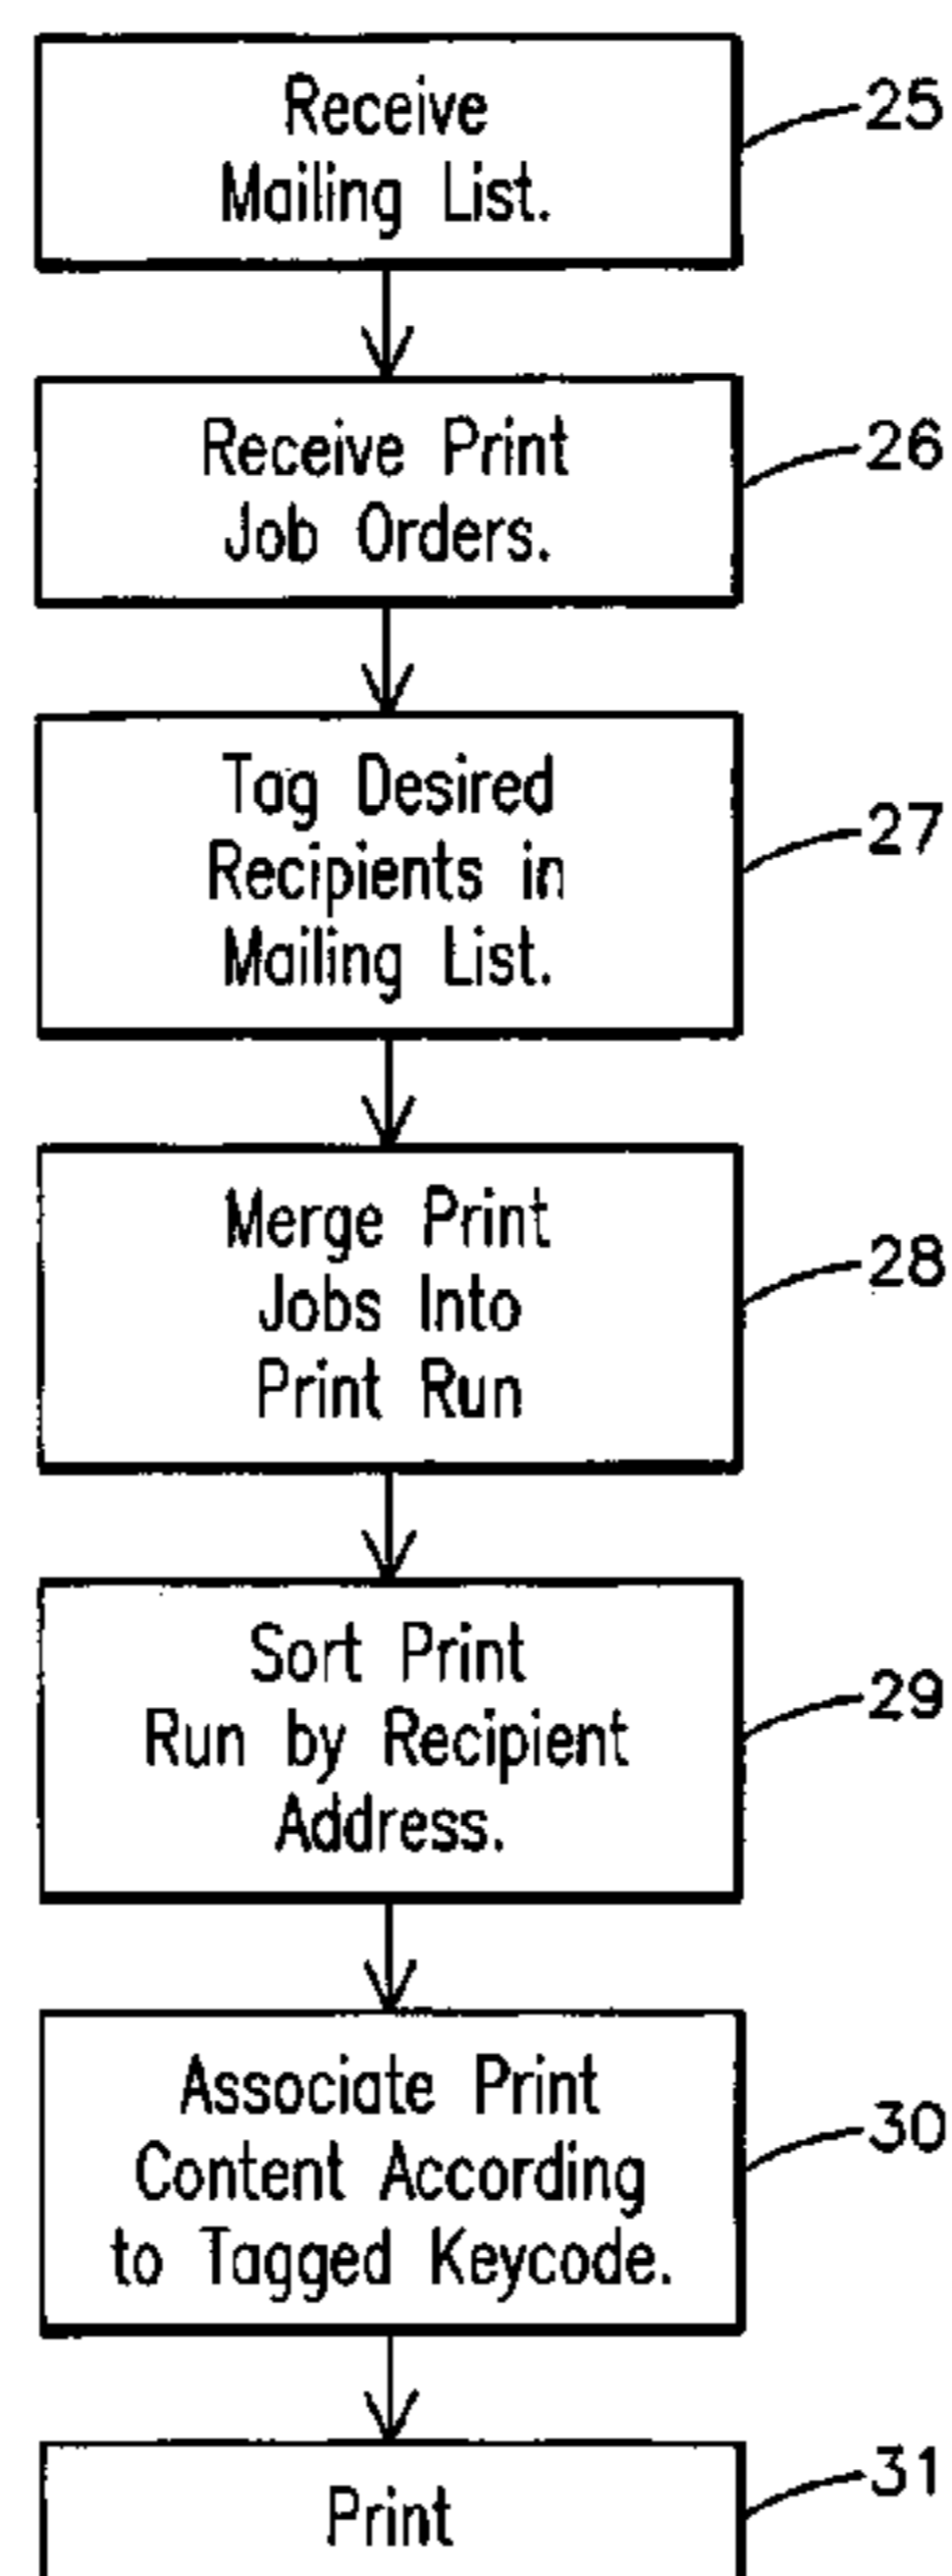 Receive
Mailing List.
25
Receive Print
Job Orders.
26
Tag Desired
Recipients in
Mailing List.
27
Merge Print
Jobs Into
Print Run
28
Sort Print
Run by Recipient
Address.
29
Associate Print
Content According
to Tagged Keycode.
30
Print
31